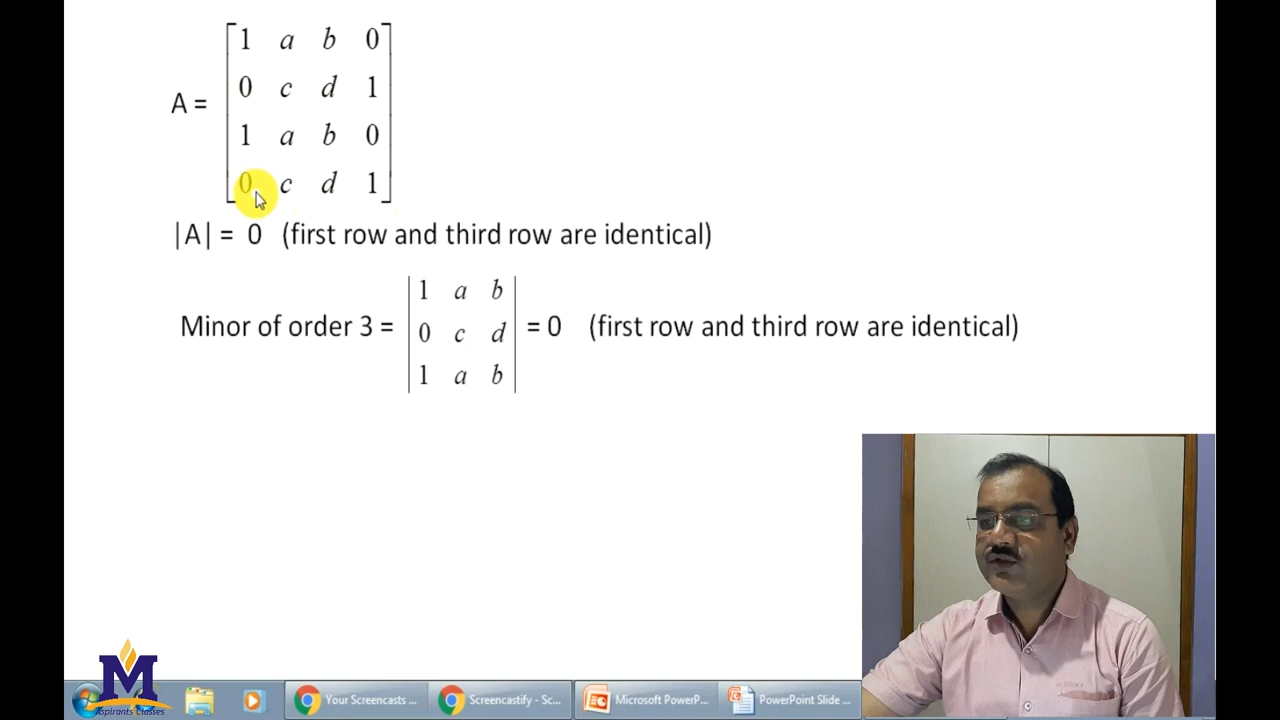 1 a b 0
0 c d 1
A =
1 a b 0
0 c d 1
|A| = 0 (first row and third row are identical)
1 a b
Minor of order 3 = 0 c d = 0 (first row and third row are identical)
1 a b
M
Aspirants Classes
Your Screencasts ...
Screencastify - Sc...
Microsoft PowerP...
PowerPoint Slide ...